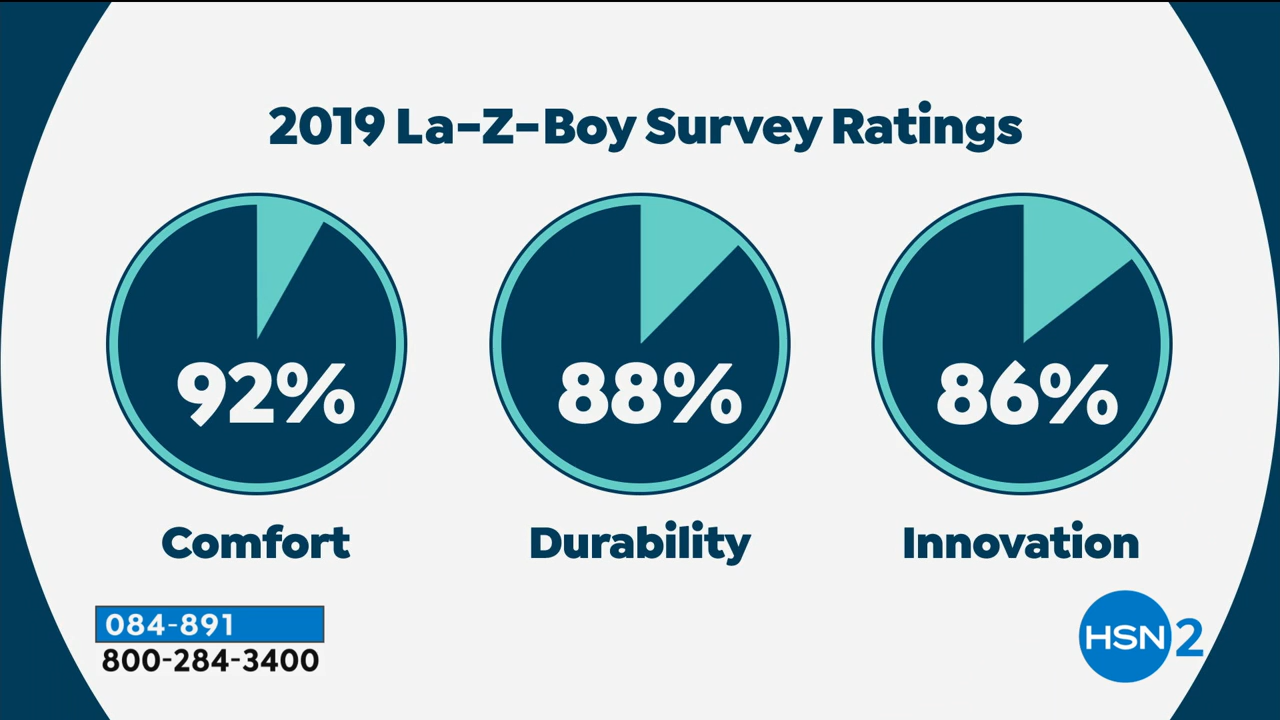 2019 La-Z-Boy Survey Ratings
92%
88%
86%
Comfort
Durability
Innovation
084-891
800-284-3400
HSN2